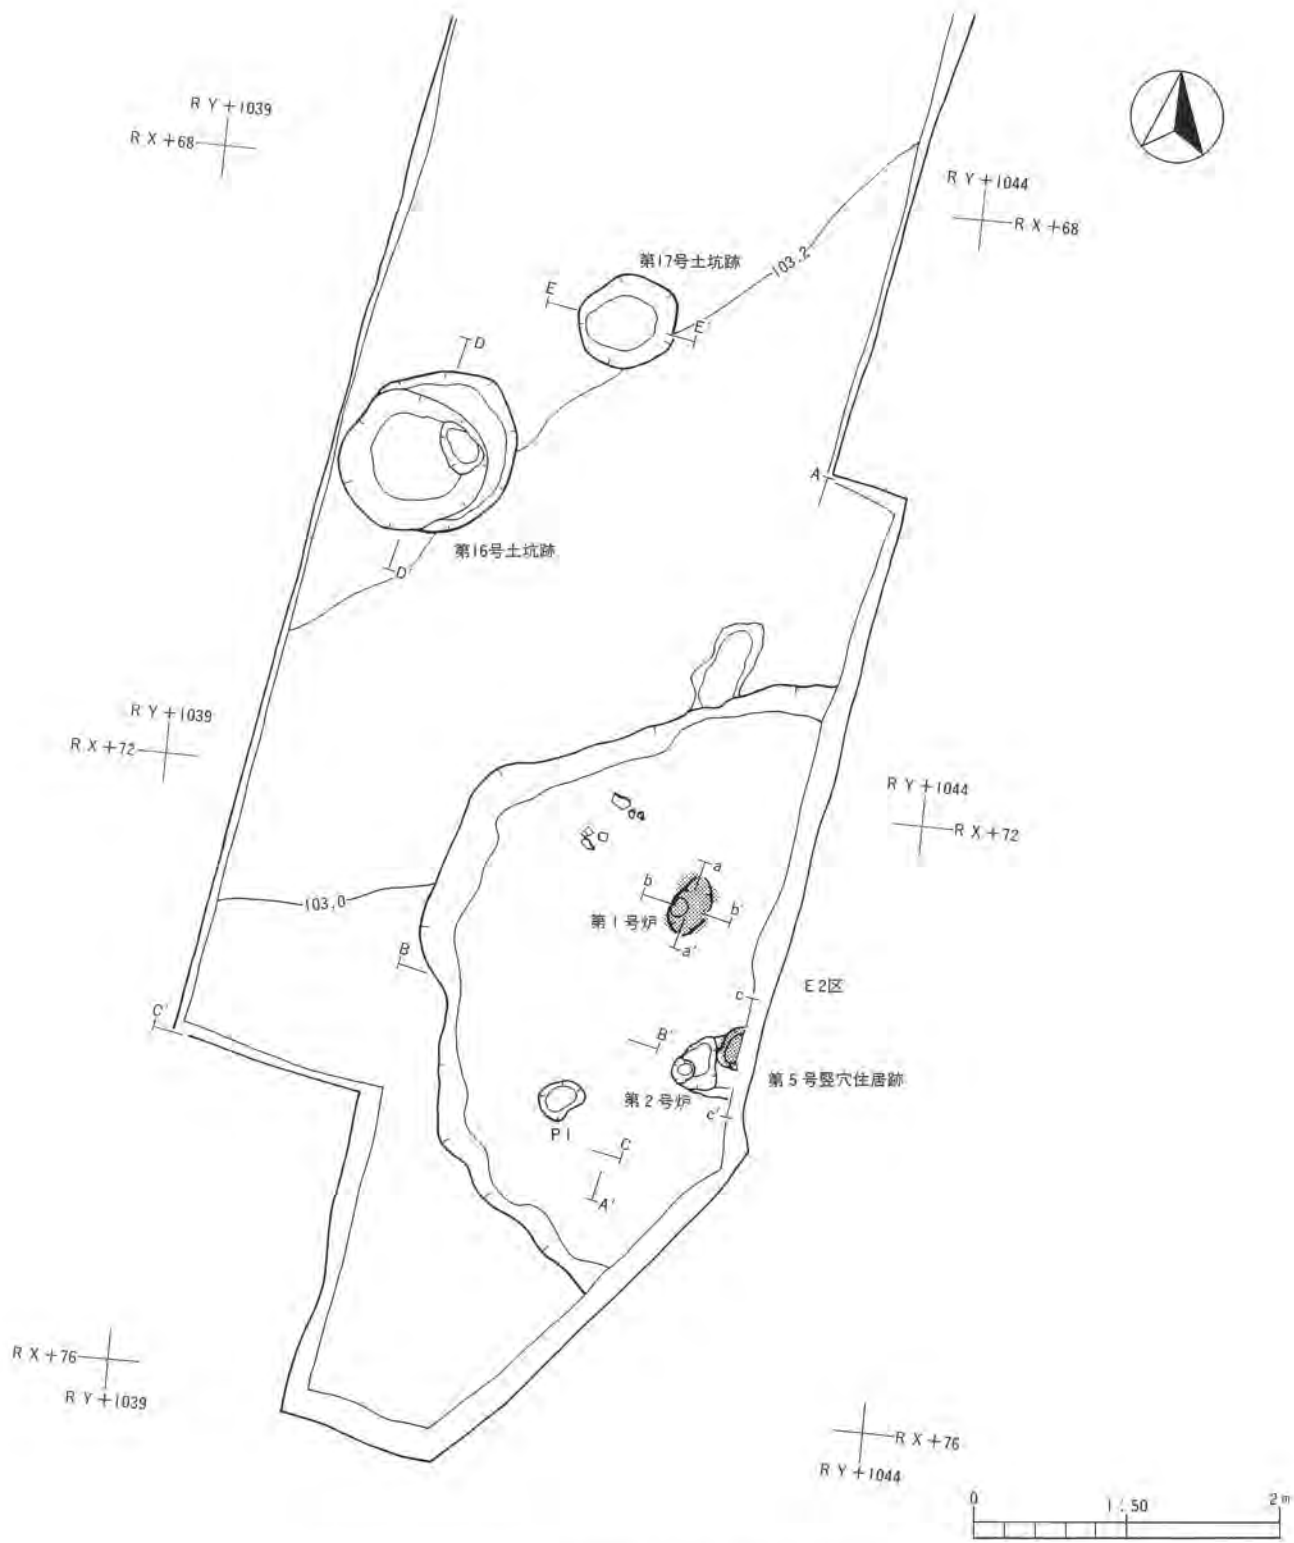 R Y+1039
R X+68
R Y+1044
R X+68
第17号土坑跡
103.2
E
E'
D
第16号土坑跡
D'
A
R Y+1039
R X+72
R Y+1044
R X+72
a
b
b'
第1号炉
a'
103.0
B
c
E2区
C'
B'
第5号竪穴住居跡
第2号炉
c'
P1
C
A'
R X+76
R Y+1039
R X+76
R Y+1044
0 1:50 2m